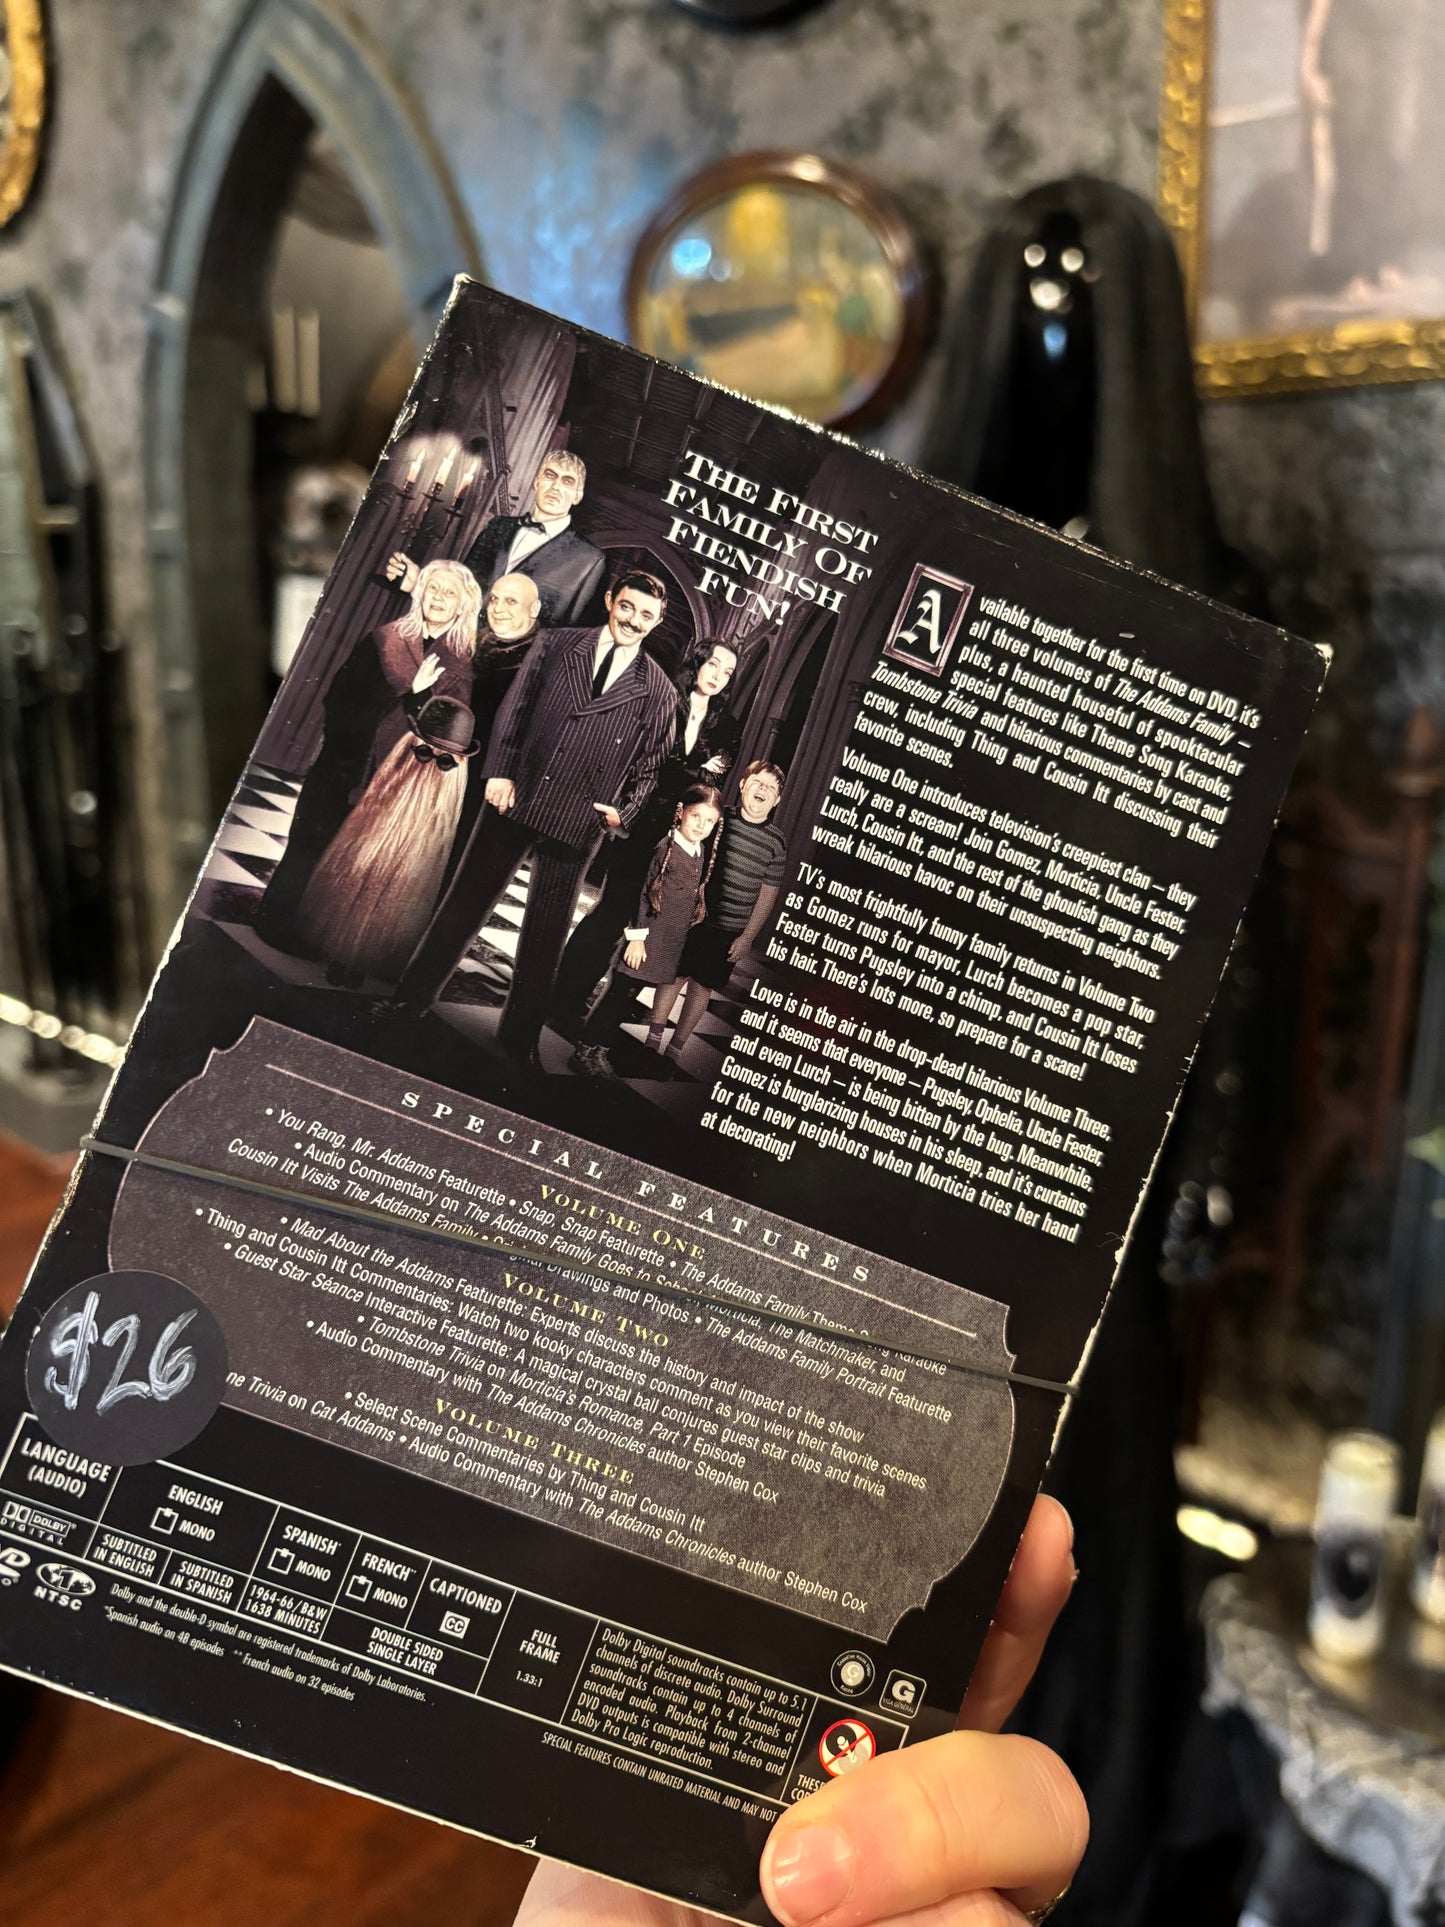 THE FIRST
FAMILY OF
FIENDISH
FUN!
Available together for the first time on DVD, it's
all three volumes of The Addams Family –
plus, a haunted houseful of spooktacular
special features like Theme Song Karaoke,
Tombstone Trivia and hilarious commentaries by cast and
crew, including Thing and Cousin Itt discussing their
favorite scenes.
Volume One introduces television's creepiest clan – they
really are a scream! Join Gomez, Morticia, Uncle Fester,
Lurch, Cousin Itt, and the rest of the ghoulish gang as they
wreak hilarious havoc on their unsuspecting neighbors.
TV's most frightfully funny family returns in Volume Two
as Gomez runs for mayor, Lurch becomes a pop star,
Fester turns Pugsley into a chimp, and Cousin Itt loses
his hair. There's lots more, so prepare for a scare!
Love is in the air in the drop-dead hilarious Volume Three,
and it seems that everyone – Pugsley, Ophelia, Uncle Fester,
and even Lurch – is being bitten by the bug. Meanwhile,
Gomez is burglarizing houses in his sleep, and it's curtains
for the new neighbors when Morticia tries her hand
at decorating!
SPECIAL FEATURES
VOLUME ONE
• You Rang, Mr. Addams Featurette • Snap, Snap Featurette • The Addams Family Theme Song Karaoke
• Audio Commentary on The Addams Family Goes to School, Morticia, The Matchmaker, and
Cousin Itt Visits The Addams Family • Original Drawings and Photos • The Addams Family Portrait Featurette
VOLUME TWO
• Mad About the Addams Featurette: Experts discuss the history and impact of the show
• Thing and Cousin Itt Commentaries: Watch two kooky characters comment as you view their favorite scenes
• Guest Star Séance Interactive Featurette: A magical crystal ball conjures guest star clips and trivia
• Tombstone Trivia on Morticia's Romance, Part 1 Episode
• Audio Commentary with The Addams Chronicles author Stephen Cox
VOLUME THREE
• Select Scene Commentaries by Thing and Cousin Itt
ne Trivia on Cat Addams • Audio Commentary with The Addams Chronicles author Stephen Cox
$26
LANGUAGE
(AUDIO)
ENGLISH
MONO
SPANISH*
MONO
FRENCH**
MONO
CAPTIONED
CC
DOLBY
DIGITAL
SUBTITLED
IN ENGLISH
SUBTITLED
IN SPANISH
1964-66/B&W
1638 MINUTES
DOUBLE SIDED
SINGLE LAYER
FULL
FRAME
1.33:1
Dolby Digital soundtracks contain up to 5.1
channels of discrete audio. Dolby Surround
soundtracks contain up to 4 channels of
encoded audio. Playback from 2-channel
DVD outputs is compatible with stereo and
Dolby Pro Logic reproduction.
1
NTSC
Dolby and the double-D symbol are registered trademarks of Dolby Laboratories.
*Spanish audio on 48 episodes **French audio on 32 episodes
SPECIAL FEATURES CONTAIN UNRATED MATERIAL AND MAY NOT
G
G
THESE